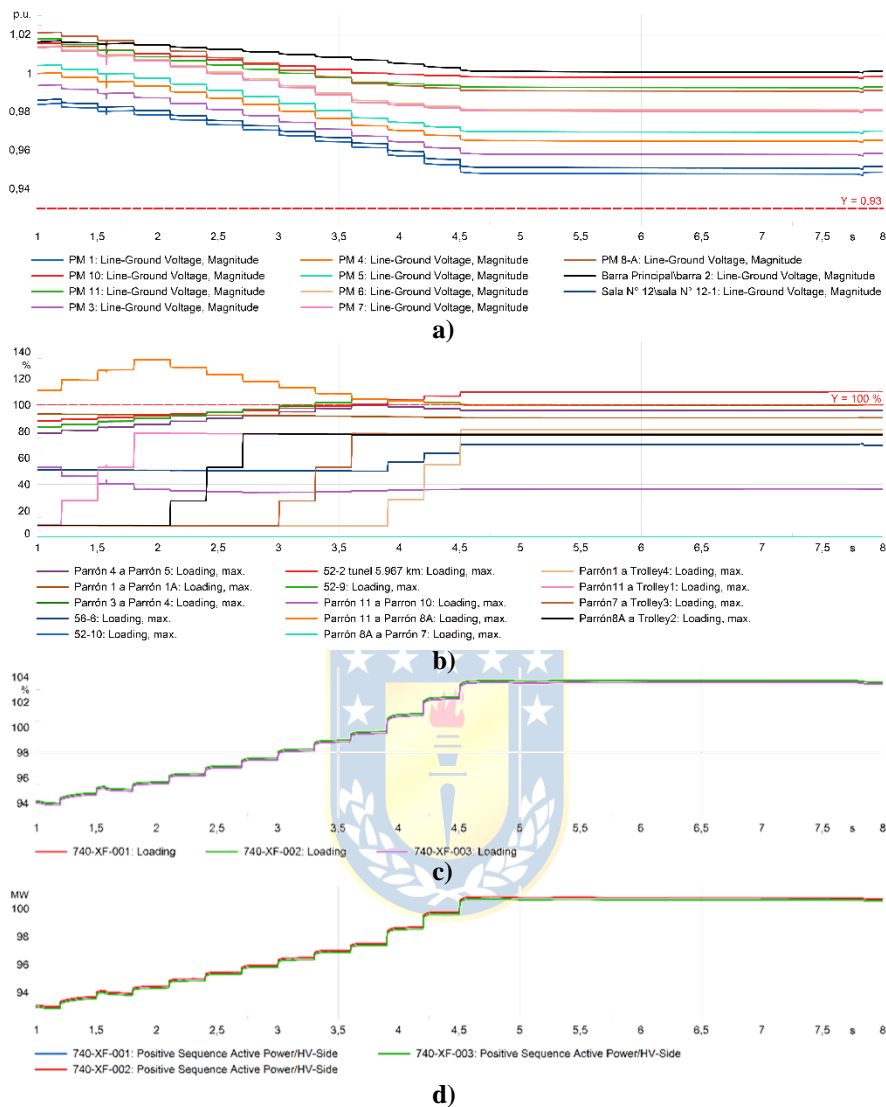 p.u.
1,02
1
0,98
0,96
0,94
Y = 0,93
1 1,5 2 2,5 3 3,5 4 4,5 5 5,5 6 6,5 7 7,5 s 8
PM 1: Line-Ground Voltage, Magnitude PM 4: Line-Ground Voltage, Magnitude PM 8-A: Line-Ground Voltage, Magnitude
PM 10: Line-Ground Voltage, Magnitude PM 5: Line-Ground Voltage, Magnitude Barra Principal\barra 2: Line-Ground Voltage, Magnitude
PM 11: Line-Ground Voltage, Magnitude PM 6: Line-Ground Voltage, Magnitude Sala N° 12\sala N° 12-1: Line-Ground Voltage, Magnitude
PM 3: Line-Ground Voltage, Magnitude PM 7: Line-Ground Voltage, Magnitude
a)
140
%
120
Y = 100 %
100
80
60
40
20
0
1 1,5 2 2,5 3 3,5 4 4,5 5 5,5 6 6,5 7 7,5 s 8
Parrón 4 a Parrón 5: Loading, max. 52-2 tunel 5.967 km: Loading, max. Parrón1 a Trolley4: Loading, max.
Parrón 1 a Parrón 1A: Loading, max. 52-9: Loading, max. Parrón11 a Trolley1: Loading, max.
Parrón 3 a Parrón 4: Loading, max. Parrón 11 a Parron 10: Loading, max. Parrón7 a Trolley3: Loading, max.
56-6: Loading, max. Parrón 11 a Parrón 8A: Loading, max. Parrón8A a Trolley2: Loading, max.
52-10: Loading, max. Parrón 8A a Parrón 7: Loading, max.
b)
104
%
102
100
98
96
94
1 1,5 2 2,5 3 3,5 4 4,5 5 5,5 6 6,5 7 7,5 s 8
740-XF-001: Loading 740-XF-002: Loading 740-XF-003: Loading
c)
MW
100
98
96
94
1 1,5 2 2,5 3 3,5 4 4,5 5 5,5 6 6,5 7 7,5 s 8
740-XF-001: Positive Sequence Active Power/HV-Side 740-XF-003: Positive Sequence Active Power/HV-Side
740-XF-002: Positive Sequence Active Power/HV-Side
d)